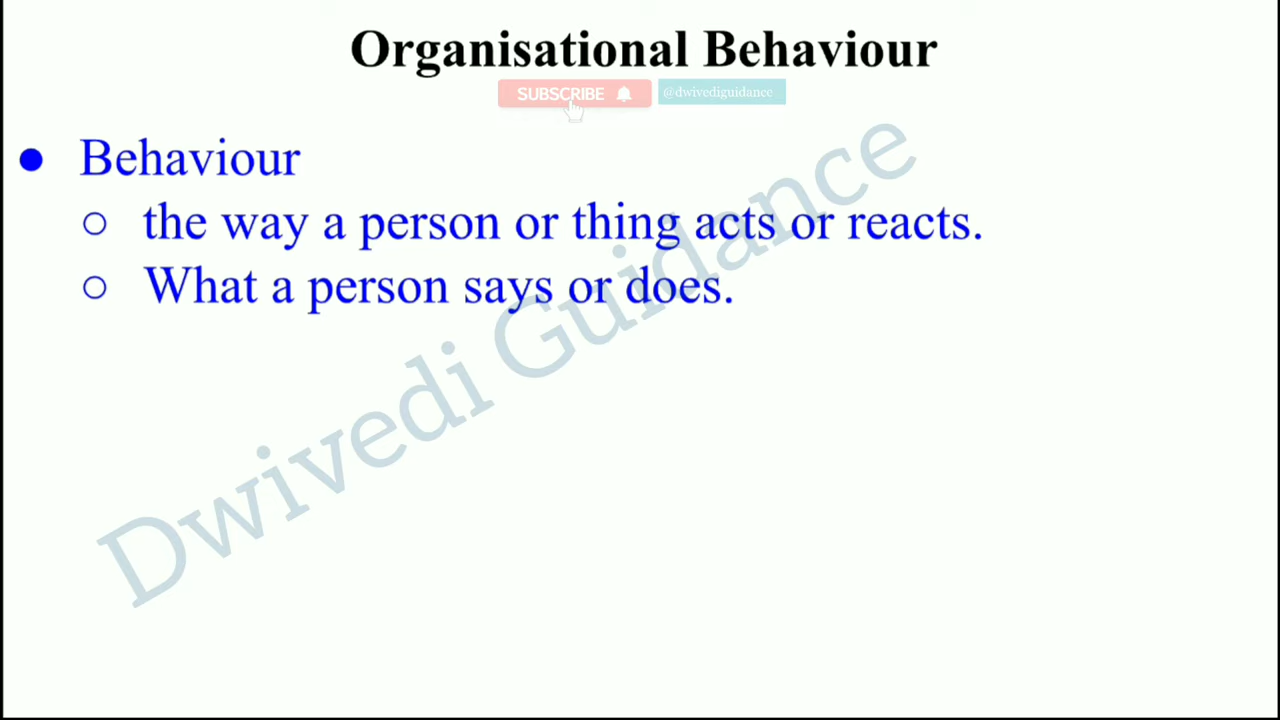 Organisational Behaviour
SUBSCRIBE @dwivediguidance
● Behaviour
○ the way a person or thing acts or reacts.
○ What a person says or does.
Dwivedi Guidance